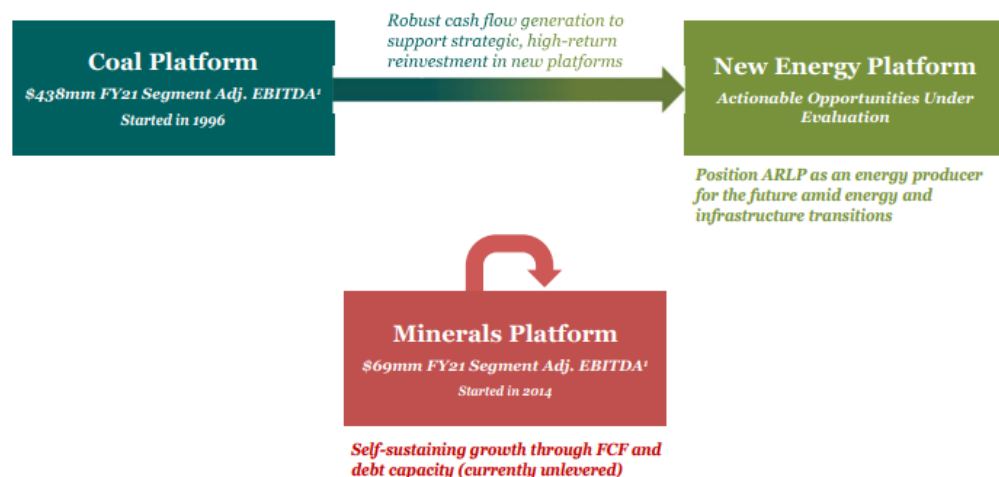 Robust cash flow generation to
support strategic, high-return
reinvestment in new platforms
Coal Platform
$438mm FY21 Segment Adj. EBITDA¹
Started in 1996
New Energy Platform
Actionable Opportunities Under
Evaluation
Position ARLP as an energy producer
for the future amid energy and
infrastructure transitions
Minerals Platform
$69mm FY21 Segment Adj. EBITDA¹
Started in 2014
Self-sustaining growth through FCF and
debt capacity (currently unlevered)